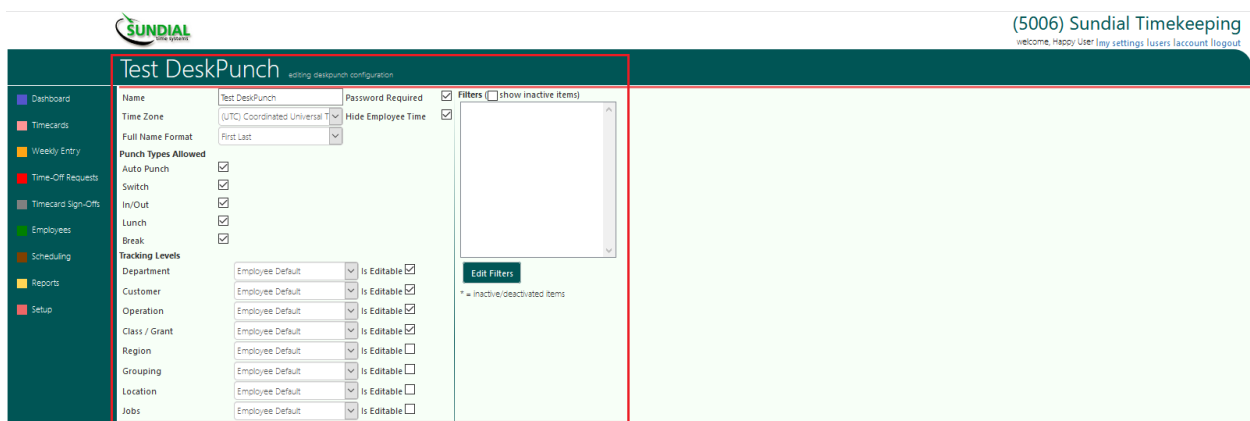 SUNDIAL
time systems
(5006) Sundial Timekeeping
welcome, Happy User |my settings |users |account |logout
Test DeskPunch editing deskpunch configuration
Dashboard
Timecards
Weekly Entry
Time-Off Requests
Timecard Sign-Offs
Employees
Scheduling
Reports
Setup
Name Test DeskPunch Password Required
Time Zone (UTC) Coordinated Universal T Hide Employee Time
Full Name Format First Last
Punch Types Allowed
Auto Punch
Switch
In/Out
Lunch
Break
Tracking Levels
Department Employee Default Is Editable
Customer Employee Default Is Editable
Operation Employee Default Is Editable
Class / Grant Employee Default Is Editable
Region Employee Default Is Editable
Grouping Employee Default Is Editable
Location Employee Default Is Editable
Jobs Employee Default Is Editable
Filters (show inactive items)
Edit Filters
* = inactive/deactivated items